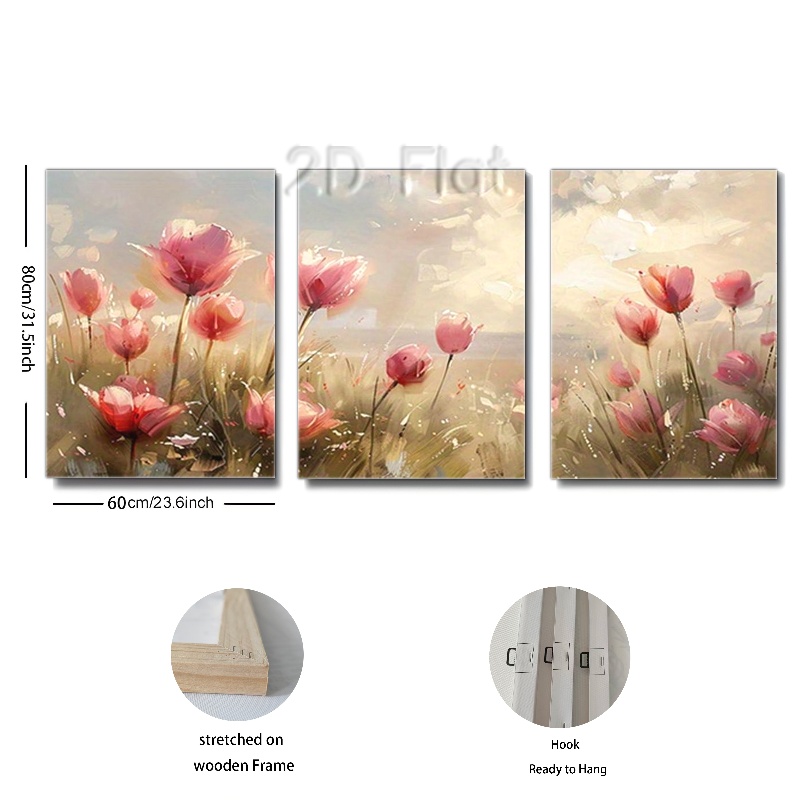 2D Flat
80cm/31.5inch
60cm/23.6inch
stretched on
wooden Frame
Hook
Ready to Hang